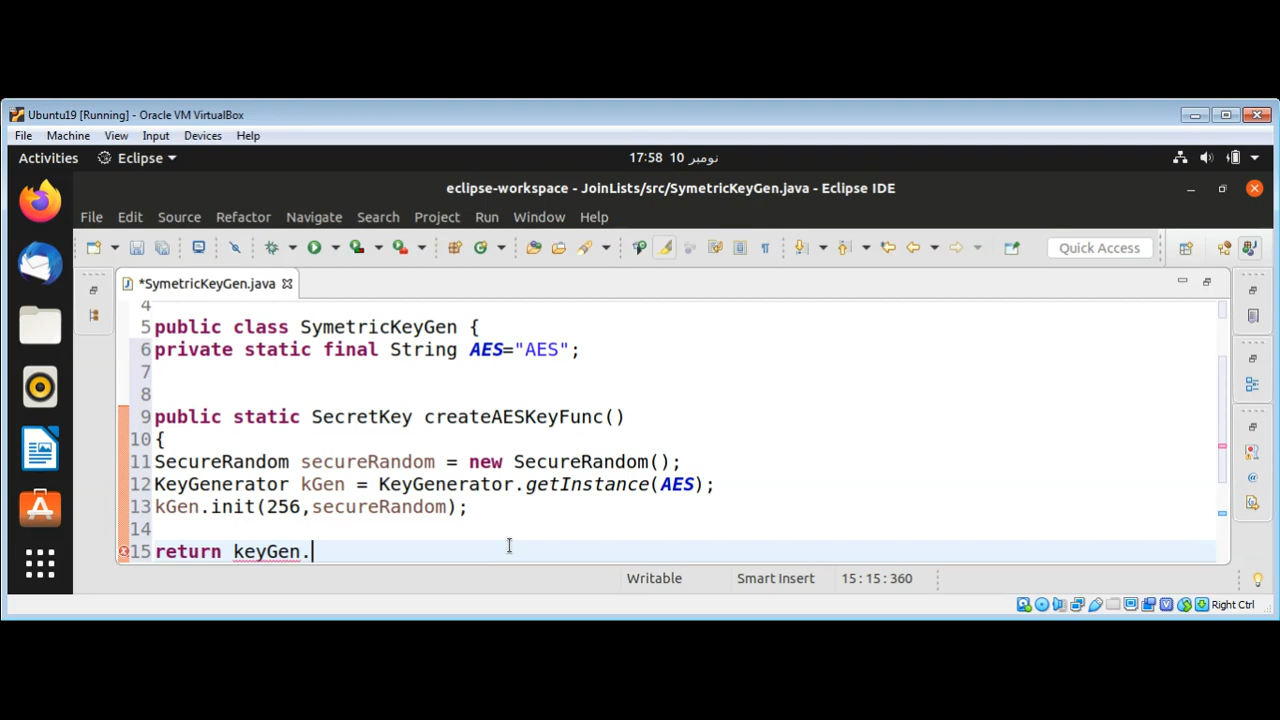 Ubuntu19 [Running] - Oracle VM VirtualBox
File Machine View Input Devices Help
Activities Eclipse 17:58 10 نومبر
eclipse-workspace - JoinLists/src/SymetricKeyGen.java - Eclipse IDE
File Edit Source Refactor Navigate Search Project Run Window Help
Quick Access
*SymetricKeyGen.java
4
5 public class SymetricKeyGen {
6 private static final String AES="AES";
7
8
9 public static SecretKey createAESKeyFunc()
10 {
11 SecureRandom secureRandom = new SecureRandom();
12 KeyGenerator kGen = KeyGenerator.getInstance(AES);
13 kGen.init(256,secureRandom);
14
15 return keyGen.
Writable Smart Insert 15:15:360
Right Ctrl